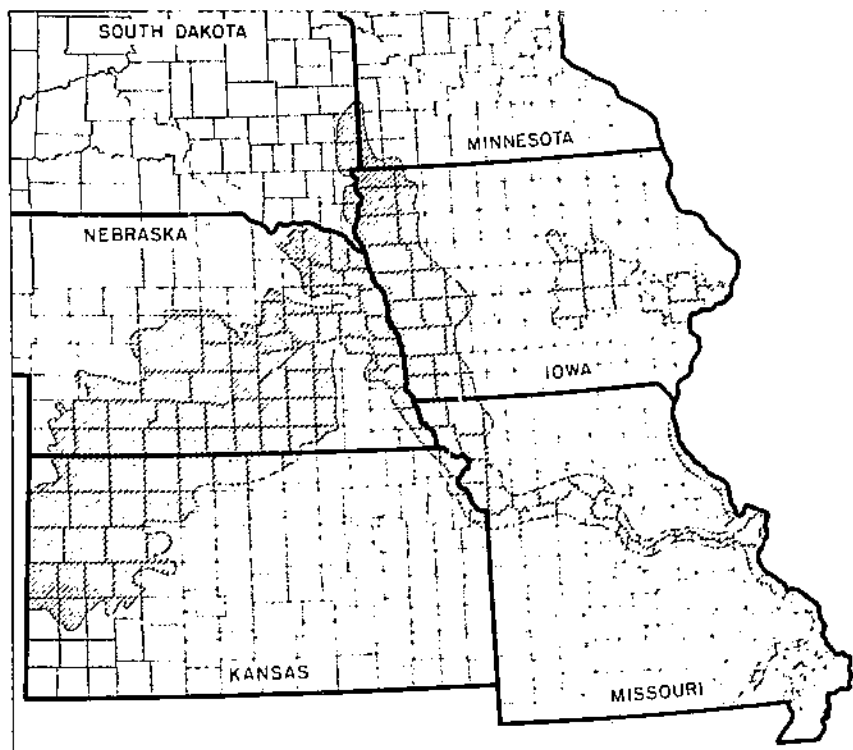 SOUTH DAKOTA
MINNESOTA
NEBRASKA
IOWA
KANSAS
MISSOURI